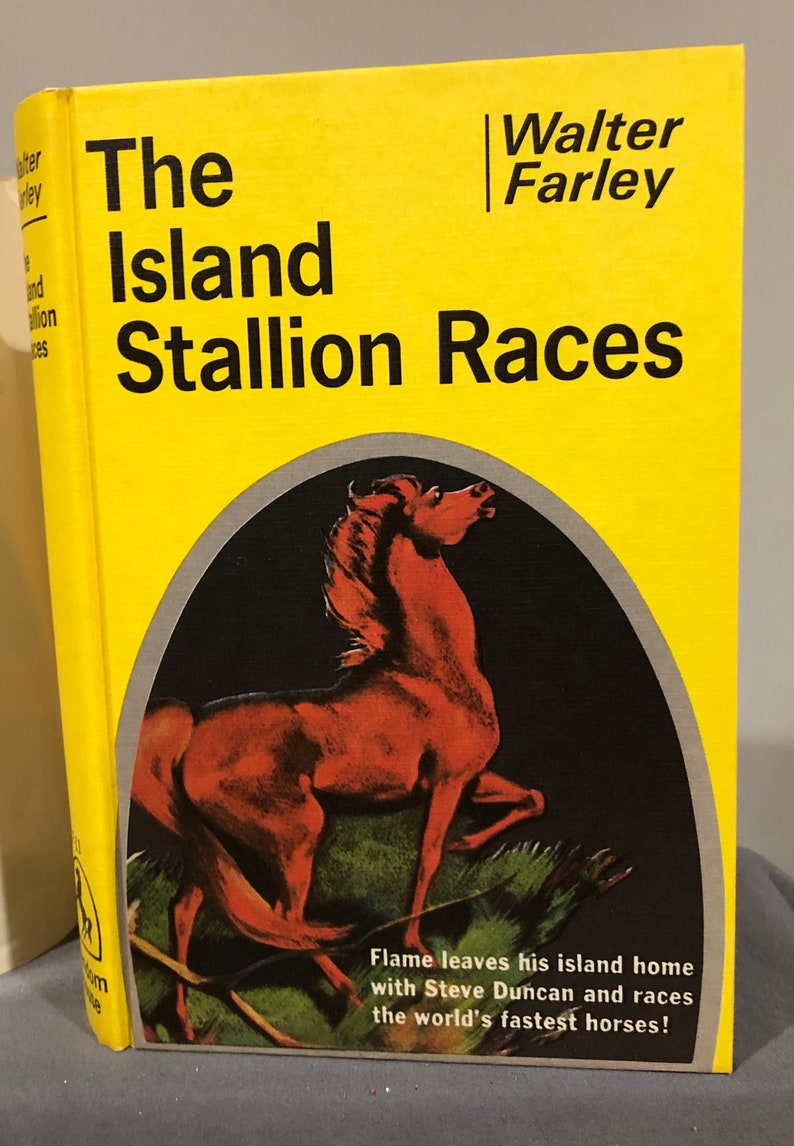 The
Island
Stallion Races
Walter
Farley
Flame leaves his island home
with Steve Duncan and races
the world's fastest horses!